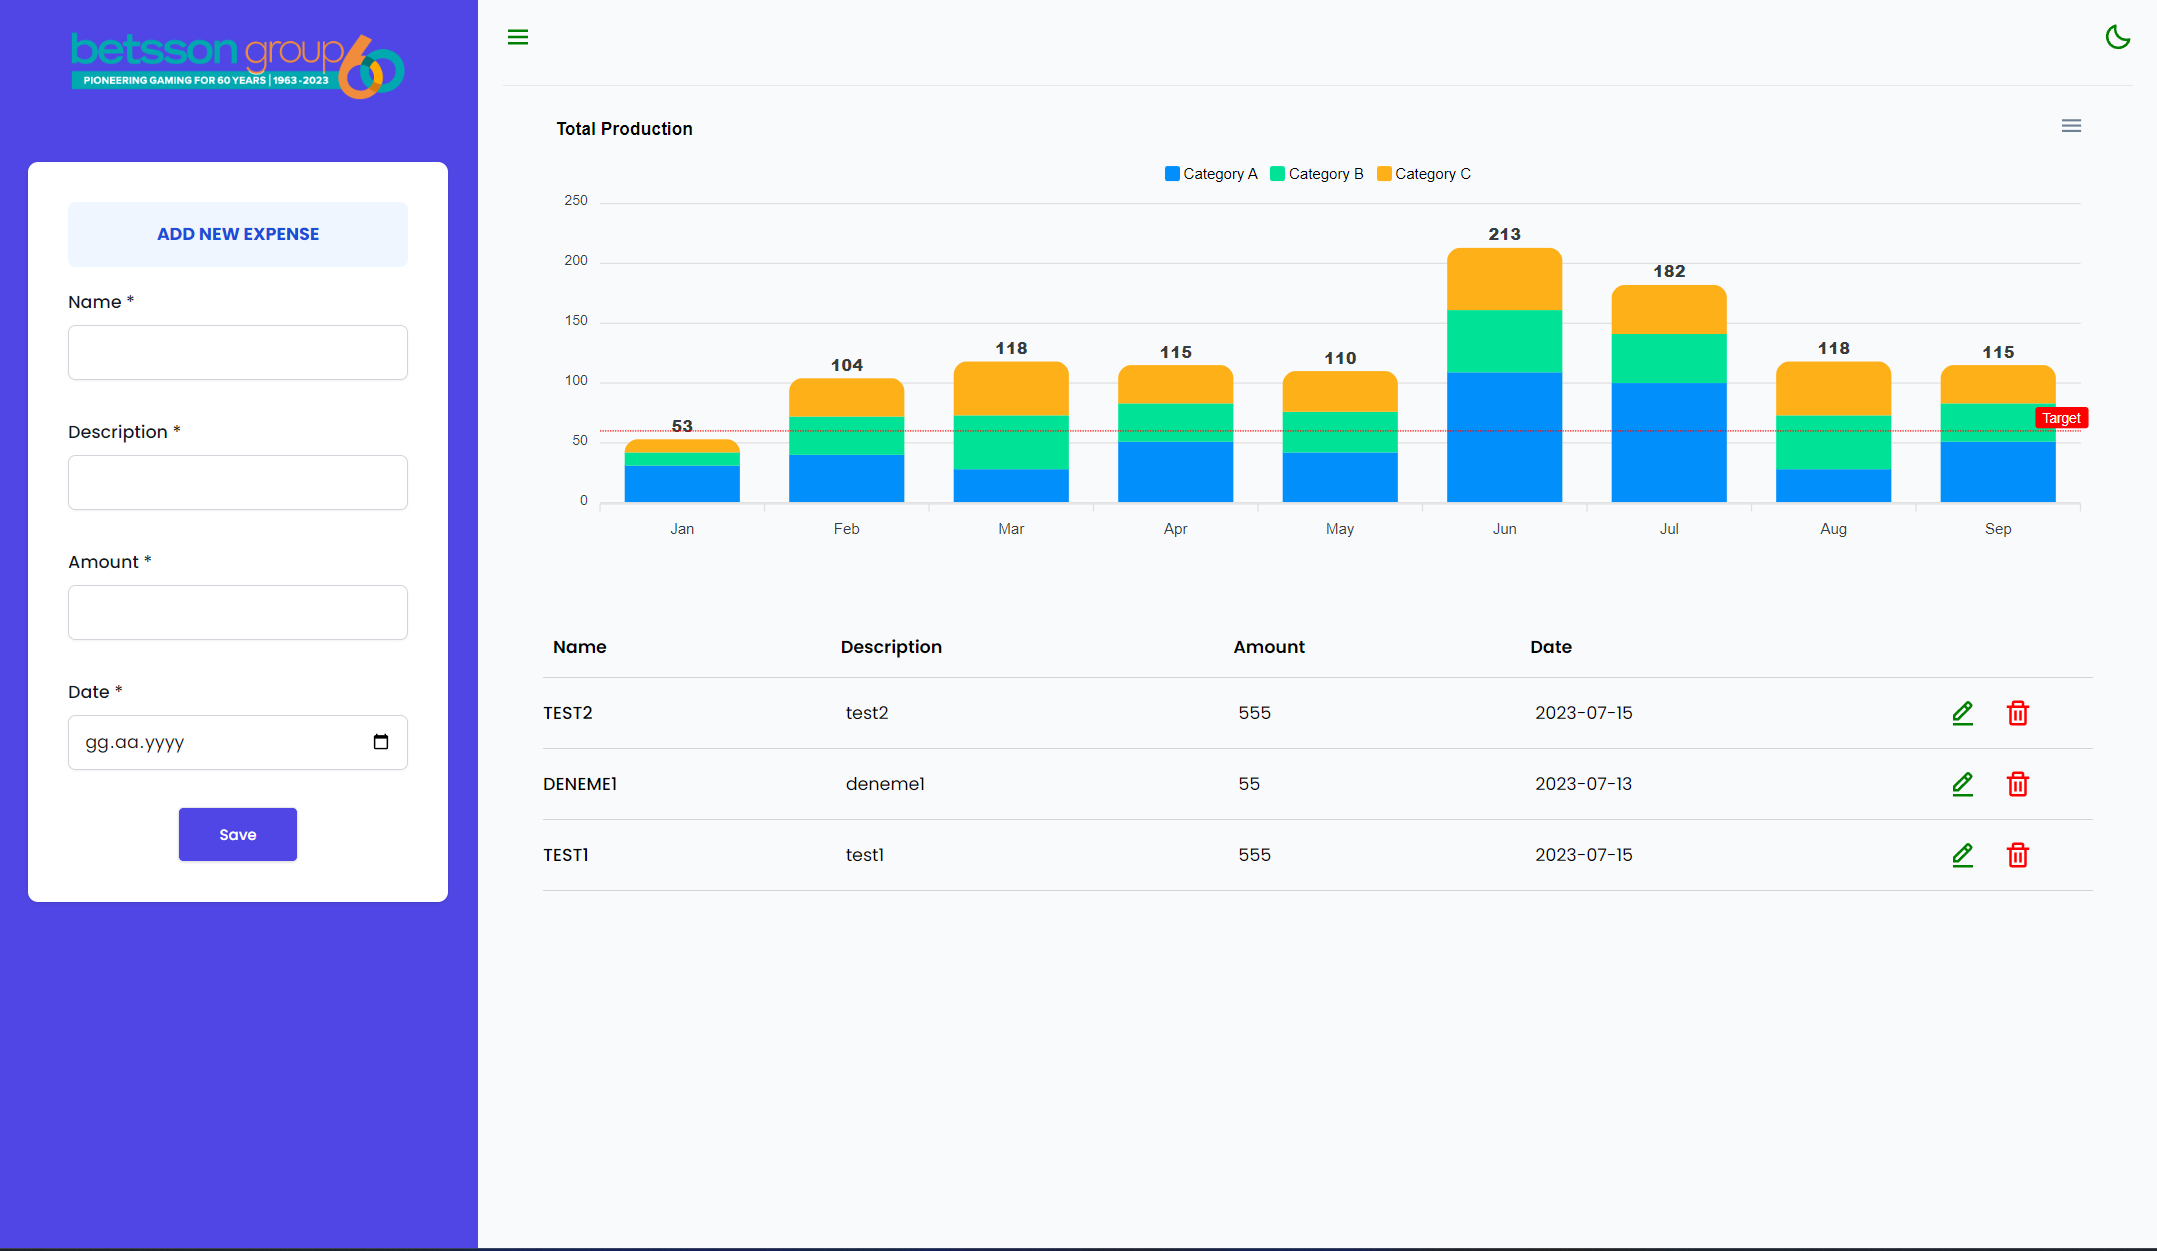 betsson group 60
PIONEERING GAMING FOR 60 YEARS | 1963-2023
ADD NEW EXPENSE
Name *
Description *
Amount *
Date *
gg.aa.yyyy
Save
Total Production
Category A Category B Category C
250
200
150
100
50
0
53
104
118
115
110
213
182
118
115
Target
Jan Feb Mar Apr May Jun Jul Aug Sep
Name Description Amount Date
TEST2 test2 555 2023-07-15
DENEME1 deneme1 55 2023-07-13
TEST1 test1 555 2023-07-15